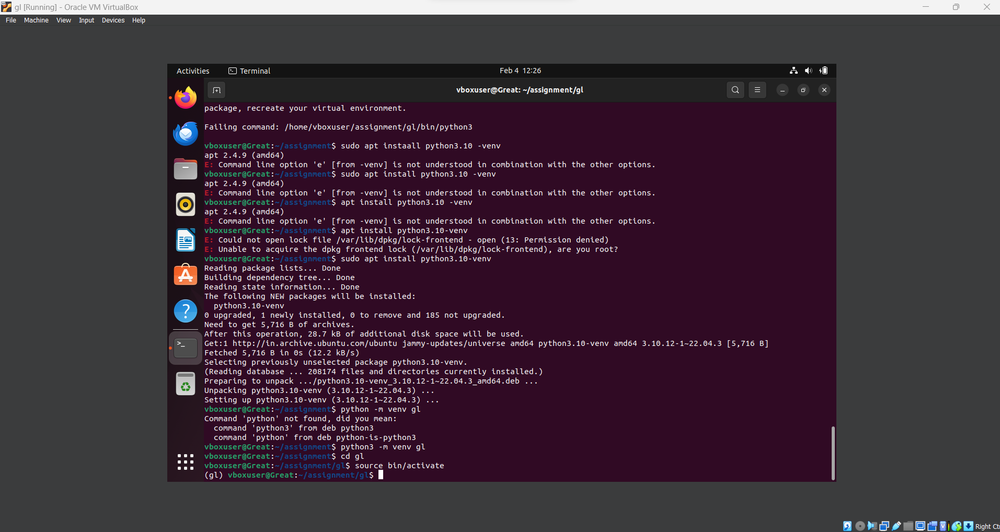 gl [Running] - Oracle VM VirtualBox
File Machine View Input Devices Help
Activities Terminal Feb 4 12:26
vboxuser@Great: ~/assignment/gl
package, recreate your virtual environment.
Failing command: /home/vboxuser/assignment/gl/bin/python3
vboxuser@Great:~/assignment$ sudo apt instaall python3.10 -venv
apt 2.4.9 (amd64)
E: Command line option 'e' [from -venv] is not understood in combination with the other options.
vboxuser@Great:~/assignment$ sudo apt install python3.10 -venv
apt 2.4.9 (amd64)
E: Command line option 'e' [from -venv] is not understood in combination with the other options.
vboxuser@Great:~/assignment$ apt install python3.10 -venv
apt 2.4.9 (amd64)
E: Command line option 'e' [from -venv] is not understood in combination with the other options.
vboxuser@Great:~/assignment$ apt install python3.10-venv
E: Could not open lock file /var/lib/dpkg/lock-frontend - open (13: Permission denied)
E: Unable to acquire the dpkg frontend lock (/var/lib/dpkg/lock-frontend), are you root?
vboxuser@Great:~/assignment$ sudo apt install python3.10-venv
Reading package lists... Done
Building dependency tree... Done
Reading state information... Done
The following NEW packages will be installed:
python3.10-venv
0 upgraded, 1 newly installed, 0 to remove and 185 not upgraded.
Need to get 5,716 B of archives.
After this operation, 28.7 kB of additional disk space will be used.
Get:1 http://in.archive.ubuntu.com/ubuntu jammy-updates/universe amd64 python3.10-venv amd64 3.10.12-1~22.04.3 [5,716 B]
Fetched 5,716 B in 0s (12.2 kB/s)
Selecting previously unselected package python3.10-venv.
(Reading database ... 208174 files and directories currently installed.)
Preparing to unpack .../python3.10-venv_3.10.12-1~22.04.3_amd64.deb ...
Unpacking python3.10-venv (3.10.12-1~22.04.3) ...
Setting up python3.10-venv (3.10.12-1~22.04.3) ...
vboxuser@Great:~/assignment$ python -m venv gl
Command 'python' not found, did you mean:
command 'python3' from deb python3
command 'python' from deb python-is-python3
vboxuser@Great:~/assignment$ python3 -m venv gl
vboxuser@Great:~/assignment$ cd gl
vboxuser@Great:~/assignment/gl$ source bin/activate
(gl) vboxuser@Great:~/assignment/gl$
Right Ct